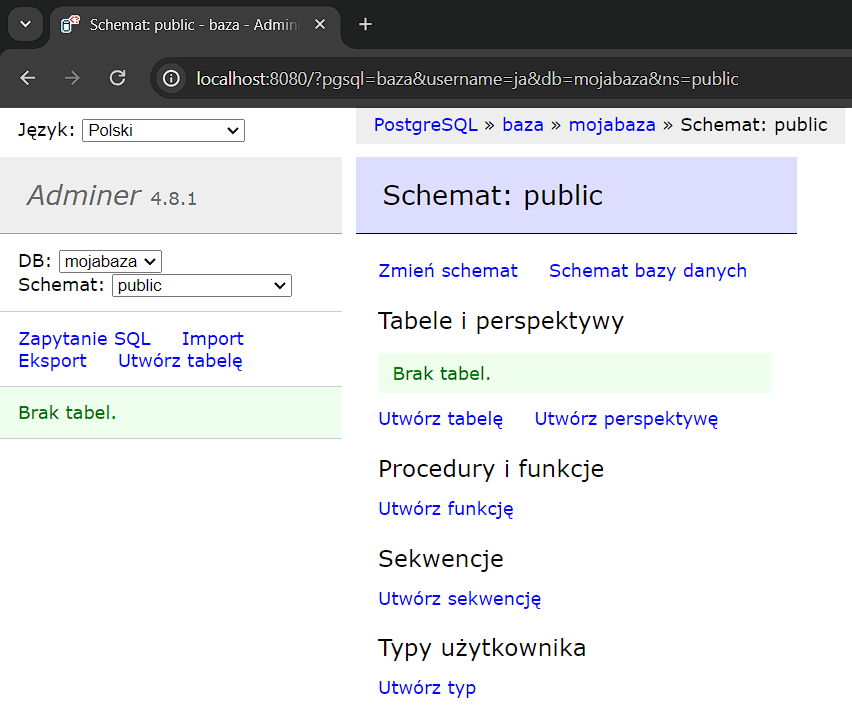 Schemat: public - baza - Admin
localhost:8080/?pgsql=baza&username=ja&db=mojabaza&ns=public
Język: Polski
Adminer 4.8.1
DB: mojabaza
Schemat: public
Zapytanie SQL Import
Eksport Utwórz tabelę
Brak tabel.
PostgreSQL » baza » mojabaza » Schemat: public
Schemat: public
Zmień schemat Schemat bazy danych
Tabele i perspektywy
Brak tabel.
Utwórz tabelę Utwórz perspektywę
Procedury i funkcje
Utwórz funkcję
Sekwencje
Utwórz sekwencję
Typy użytkownika
Utwórz typ